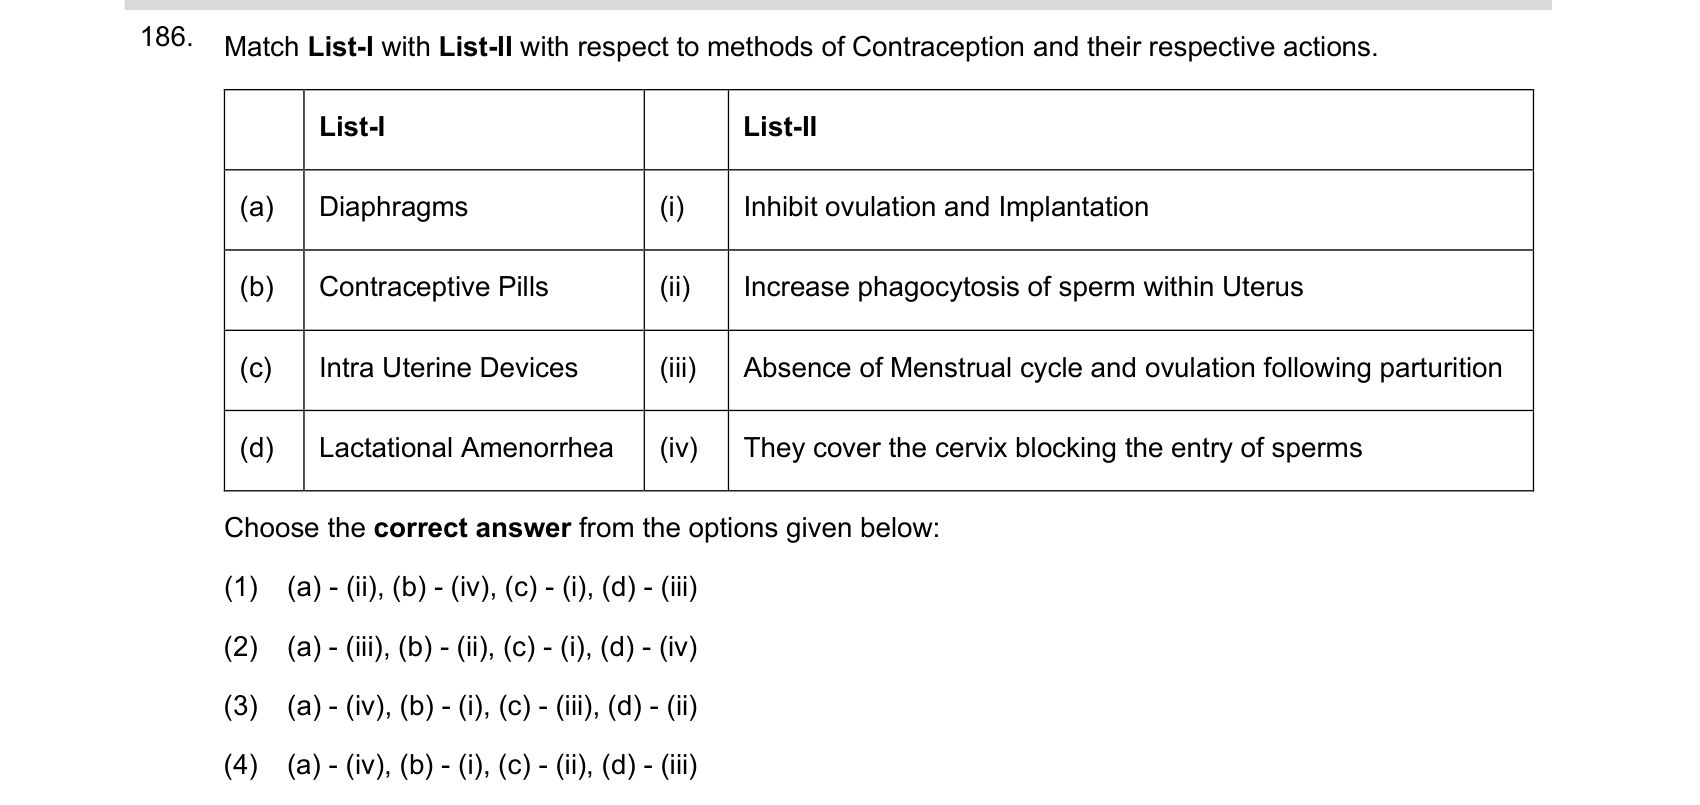 186. Match List-I with List-II with respect to methods of Contraception and their respective actions.
List-I List-II
(a) Diaphragms (i) Inhibit ovulation and Implantation
(b) Contraceptive Pills (ii) Increase phagocytosis of sperm within Uterus
(c) Intra Uterine Devices (iii) Absence of Menstrual cycle and ovulation following parturition
(d) Lactational Amenorrhea (iv) They cover the cervix blocking the entry of sperms
Choose the correct answer from the options given below:
(1) (a) - (ii), (b) - (iv), (c) - (i), (d) - (iii)
(2) (a) - (iii), (b) - (ii), (c) - (i), (d) - (iv)
(3) (a) - (iv), (b) - (i), (c) - (iii), (d) - (ii)
(4) (a) - (iv), (b) - (i), (c) - (ii), (d) - (iii)